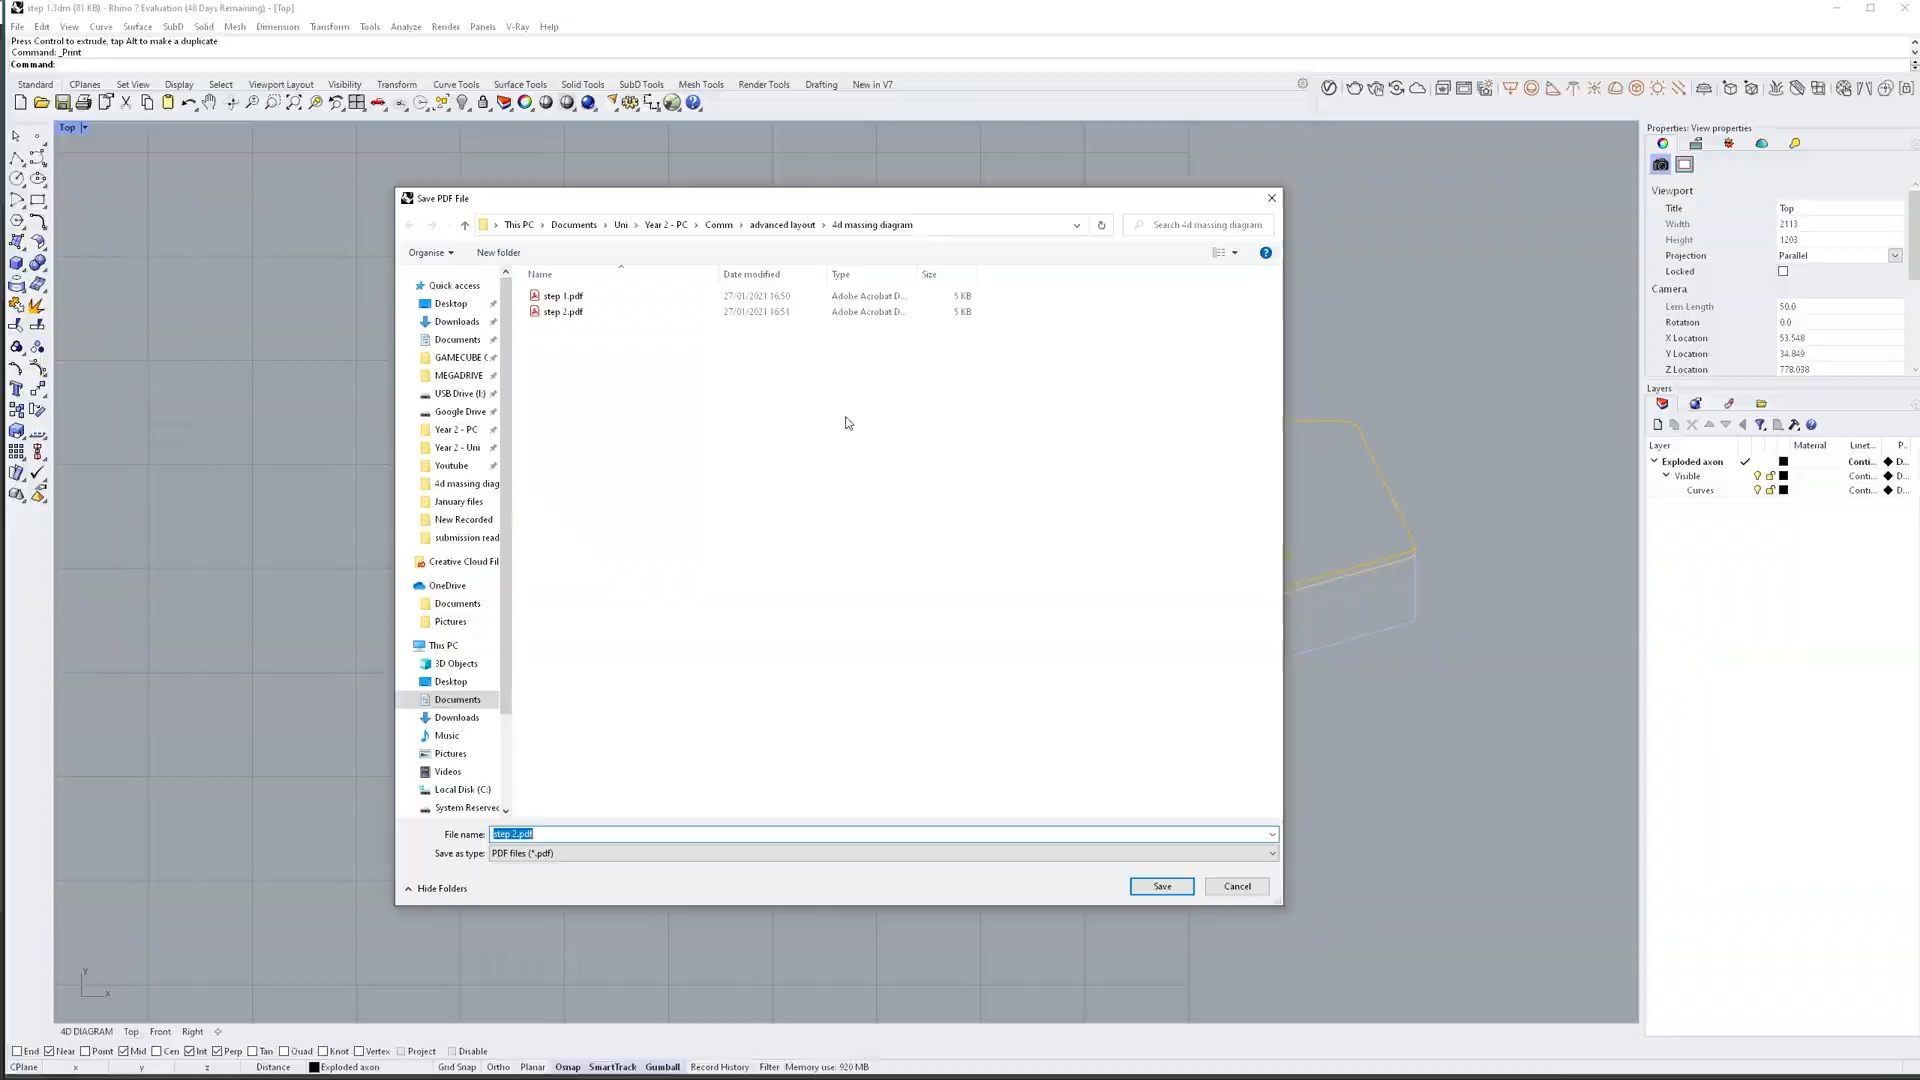 step 1.3dm (81 KB) - Rhino 7 Evaluation (48 Days Remaining) - [Top]
File Edit View Curve Surface SubD Solid Mesh Dimension Transform Tools Analyze Render Panels V-Ray Help
Press Control to extrude, tap Alt to make a duplicate
Command: _Print
Command:
Standard CPlanes Set View Display Select Viewport Layout Visibility Transform Curve Tools Surface Tools Solid Tools SubD Tools Mesh Tools Render Tools Drafting New in V7
Top
Save PDF File
This PC > Documents > Uni > Year 2 - PC > Comm > advanced layout > 4d massing diagram
Search 4d massing diagram
Organise New folder
Name Date modified Type Size
step 1.pdf 27/01/2021 16:50 Adobe Acrobat D... 5 KB
step 2.pdf 27/01/2021 16:51 Adobe Acrobat D... 5 KB
Quick access
Desktop
Downloads
Documents
GAMECUBE
MEGADRIVE
USB Drive (I:)
Google Drive
Year 2 - PC
Year 2 - Uni
Youtube
4d massing diag
January files
New Recorded
submission read
Creative Cloud Fil
OneDrive
Documents
Pictures
This PC
3D Objects
Desktop
Documents
Downloads
Music
Pictures
Videos
Local Disk (C:)
System Reserved
File name: step 2.pdf
Save as type: PDF files (*.pdf)
Hide Folders
Save Cancel
Properties: View properties
Viewport
Title Top
Width 2113
Height 1203
Projection Parallel
Locked
Camera
Lens Length 50.0
Rotation 0.0
X Location 53.548
Y Location 34.849
Z Location 778.038
Layers
Layer Material Linet... P...
Exploded axon Conti... D...
Visible Conti... D...
Curves Conti... D...
y
x
4D DIAGRAM Top Front Right
End Near Point Mid Cen Int Perp Tan Quad Knot Vertex Project Disable
CPlane x y z Distance Exploded axon Grid Snap Ortho Planar Osnap SmartTrack Gumball Record History Filter Memory use: 920 MB